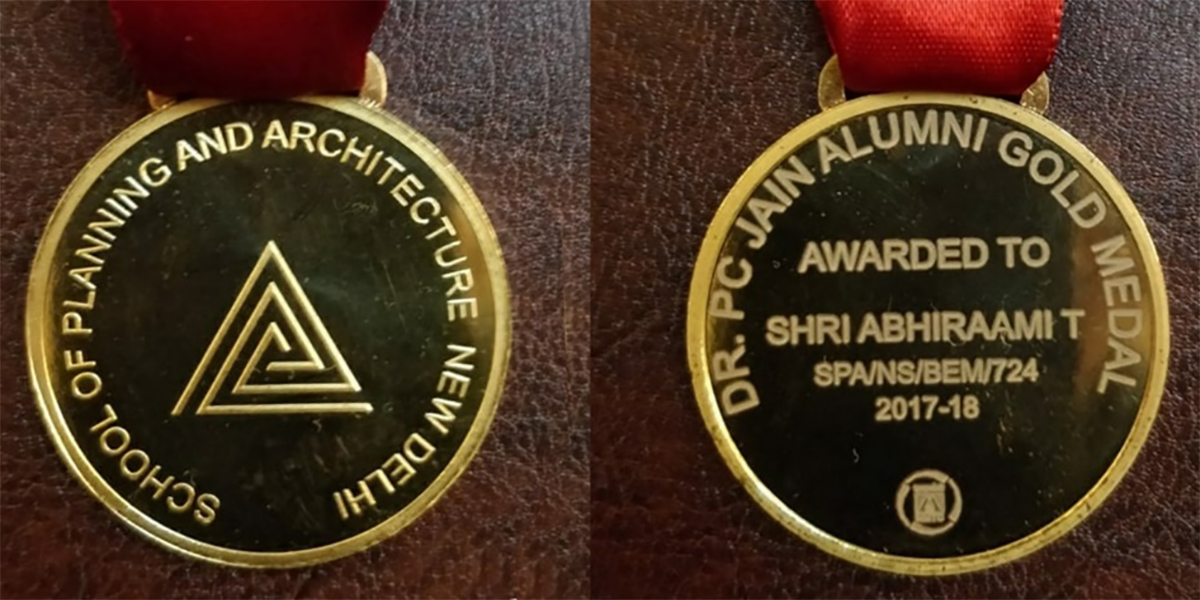 SCHOOL OF PLANNING AND ARCHITECTURE NEW DELHI
DR. PC JAIN ALUMNI GOLD MEDAL
AWARDED TO
SHRI ABHIRAAMI T
SPA/NS/BEM/724
2017-18